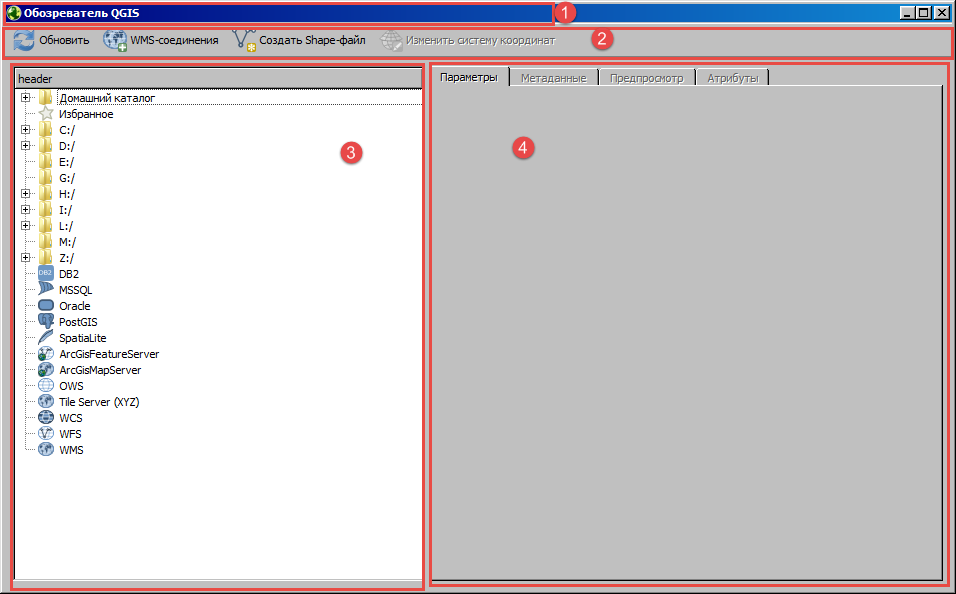 Обозреватель QGIS
1
Обновить WMS-соединения Создать Shape-файл Изменить систему координат 2
header
Параметры Метаданные Предпросмотр Атрибуты
Домашний каталог
Избранное
C:/
D:/
3
4
E:/
G:/
H:/
I:/
L:/
M:/
Z:/
DB2 DB2
MSSQL
Oracle
PostGIS
SpatiaLite
ArcGisFeatureServer
ArcGisMapServer
OWS
Tile Server (XYZ)
WCS
WFS
WMS